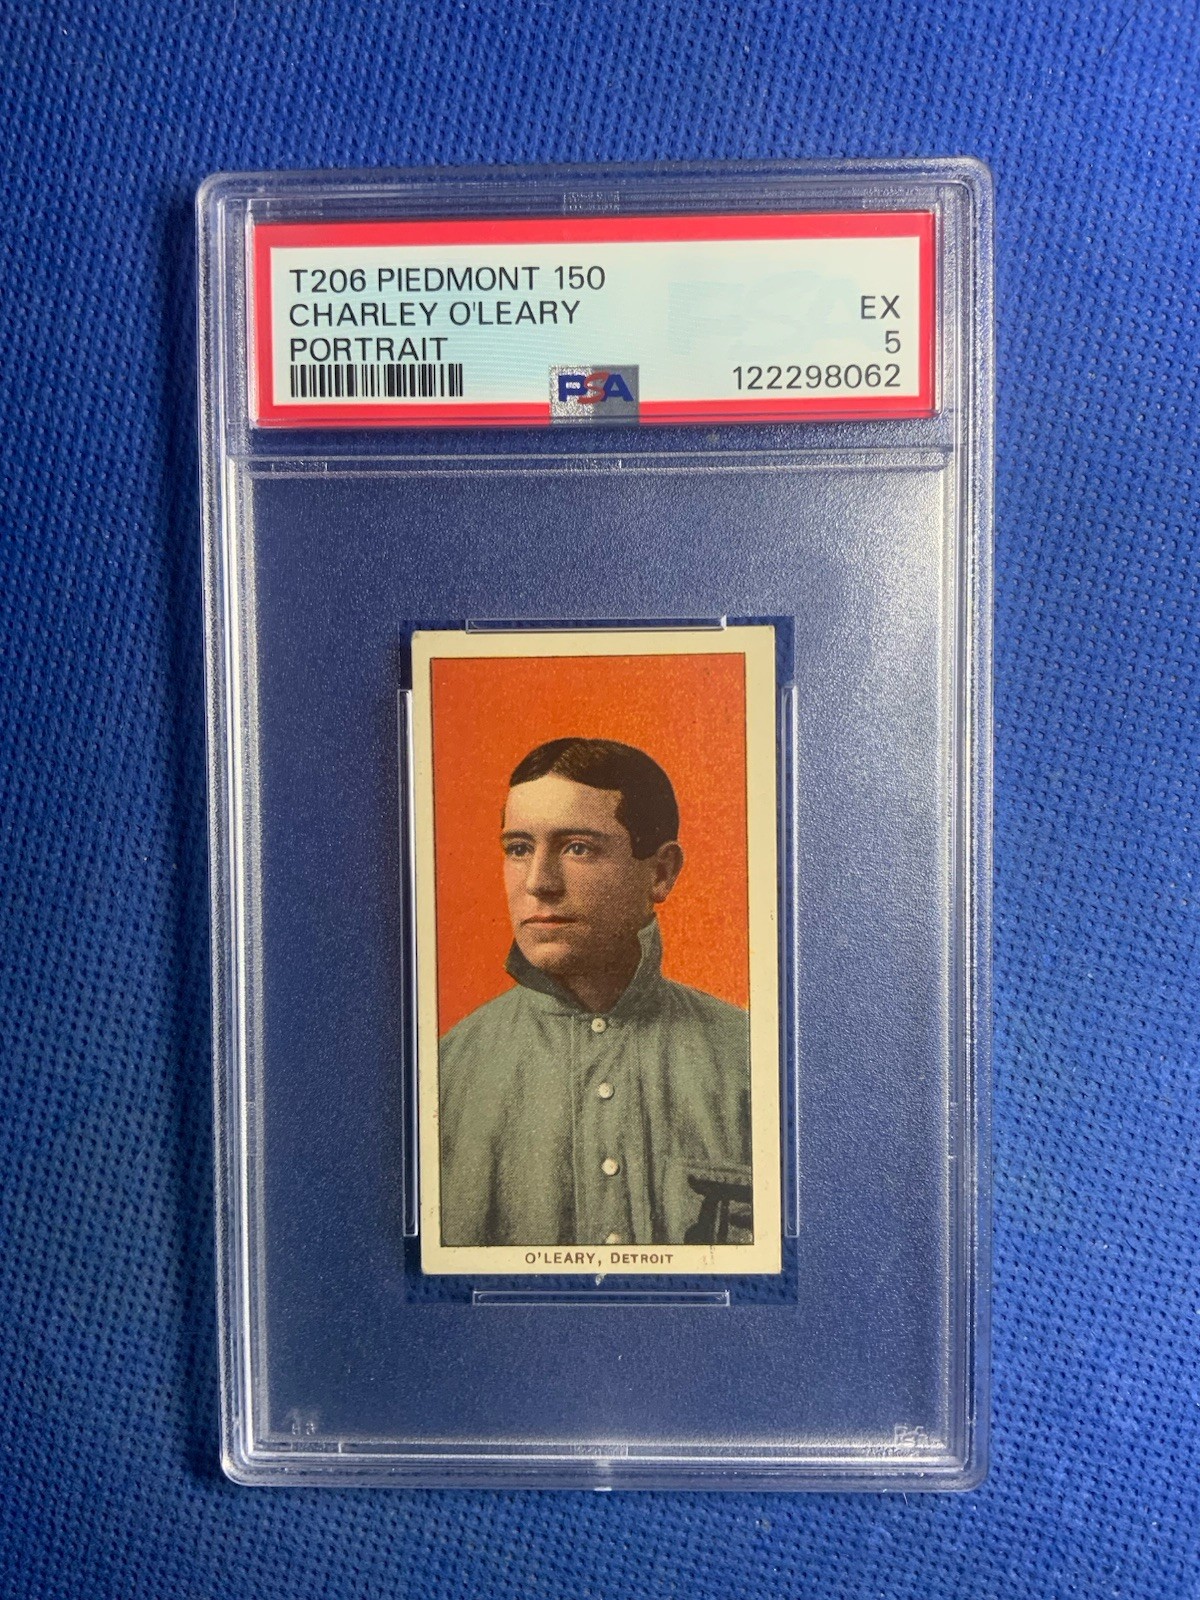 T206 PIEDMONT 150
CHARLEY O'LEARY
EX
PORTRAIT
5
PSA
122298062
O'LEARY, DETROIT